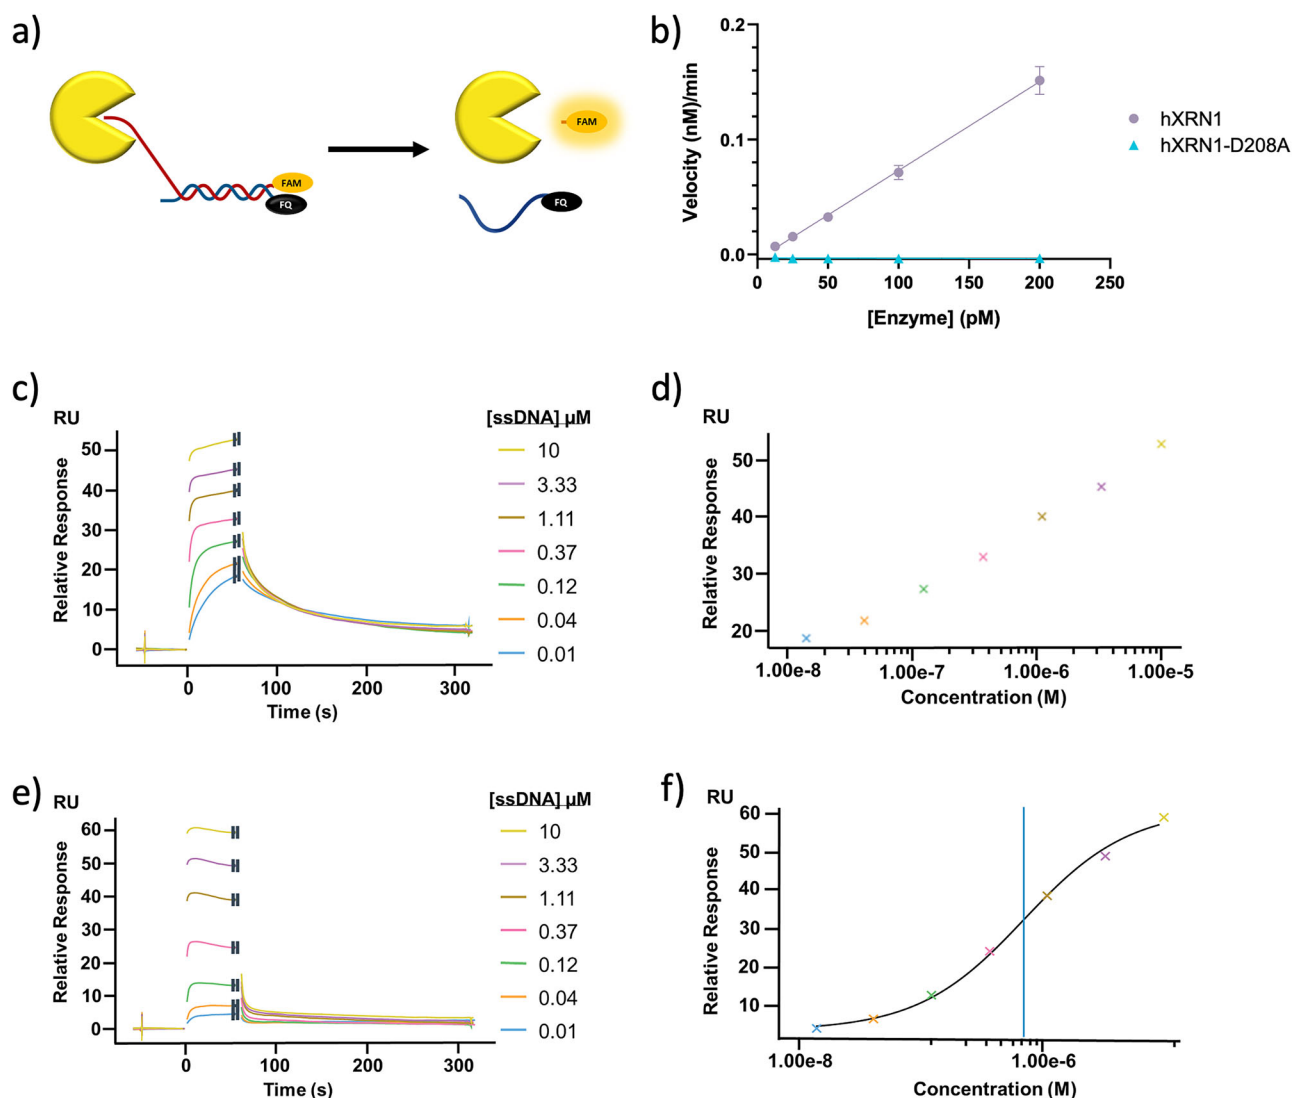 a)
FAM
FQ
FAM
FQ
b)
Velocity (nM)/min
0.2
0.1
0.0
0 50 100 150 200 250
[Enzyme] (pM)
hXRN1
hXRN1-D208A
c)
RU
Relative Response
50
40
30
20
10
0
0 100 200 300
Time (s)
[ssDNA] μM
10
3.33
1.11
0.37
0.12
0.04
0.01
d)
RU
Relative Response
50
40
30
20
1.00e-8 1.00e-7 1.00e-6 1.00e-5
Concentration (M)
e)
RU
Relative Response
60
50
40
30
20
10
0
0 100 200 300
Time (s)
[ssDNA] μM
10
3.33
1.11
0.37
0.12
0.04
0.01
f)
RU
Relative Response
60
50
40
30
20
10
1.00e-8 1.00e-6
Concentration (M)